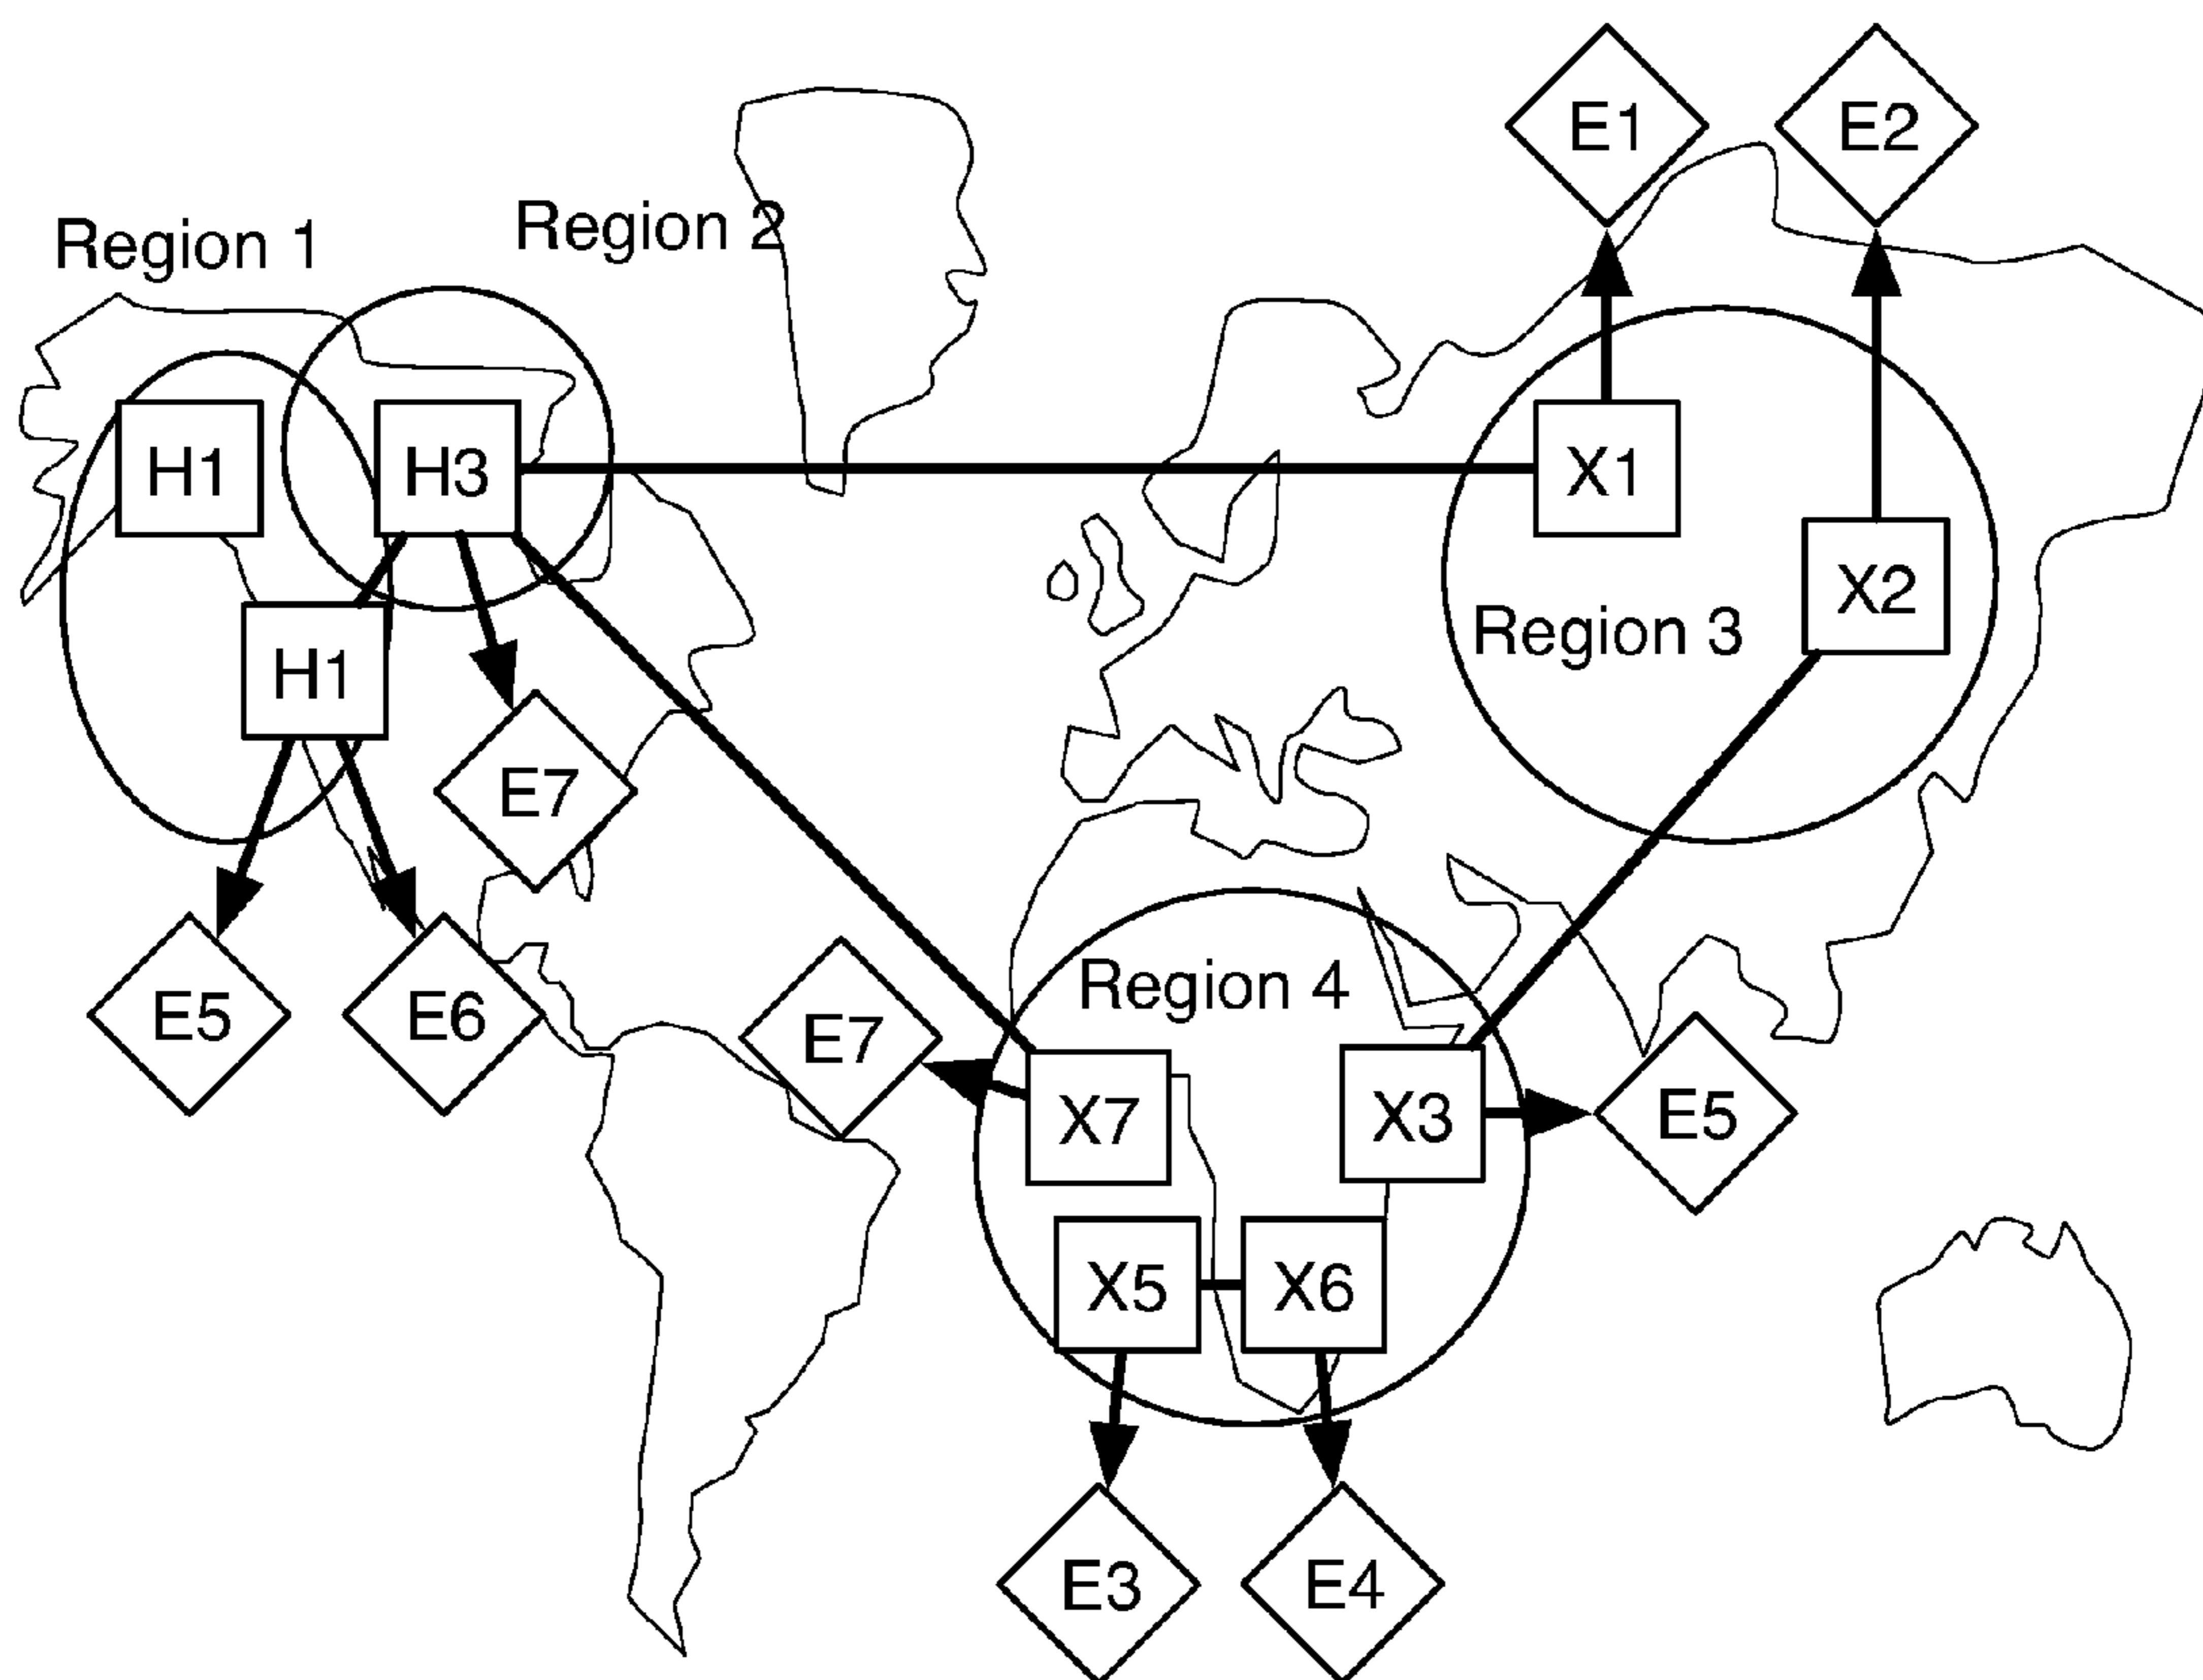 E1
E2
Region 1
Region 2
H1
H3
X1
X2
Region 3
H1
E7
Region 4
E5
E6
E7
X7
X3
E5
X5
X6
E3
E4